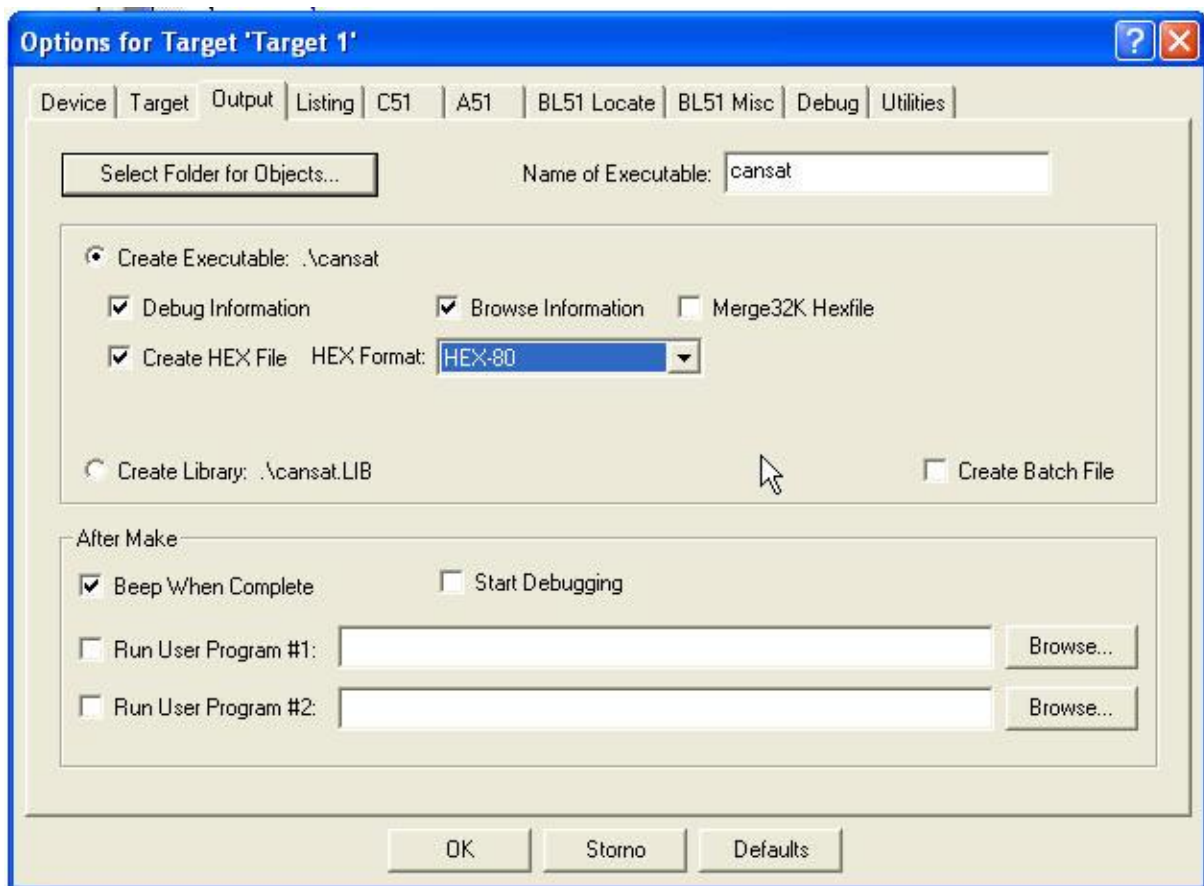 Options for Target 'Target 1'
Device Target Output Listing C51 A51 BL51 Locate BL51 Misc Debug Utilities
Select Folder for Objects... Name of Executable: cansat
Create Executable: .\cansat
Debug Information Browse Information Merge32K Hexfile
Create HEX File HEX Format: HEX-80
Create Library: .\cansat.LIB Create Batch File
After Make
Beep When Complete Start Debugging
Run User Program #1: Browse...
Run User Program #2: Browse...
OK Storno Defaults